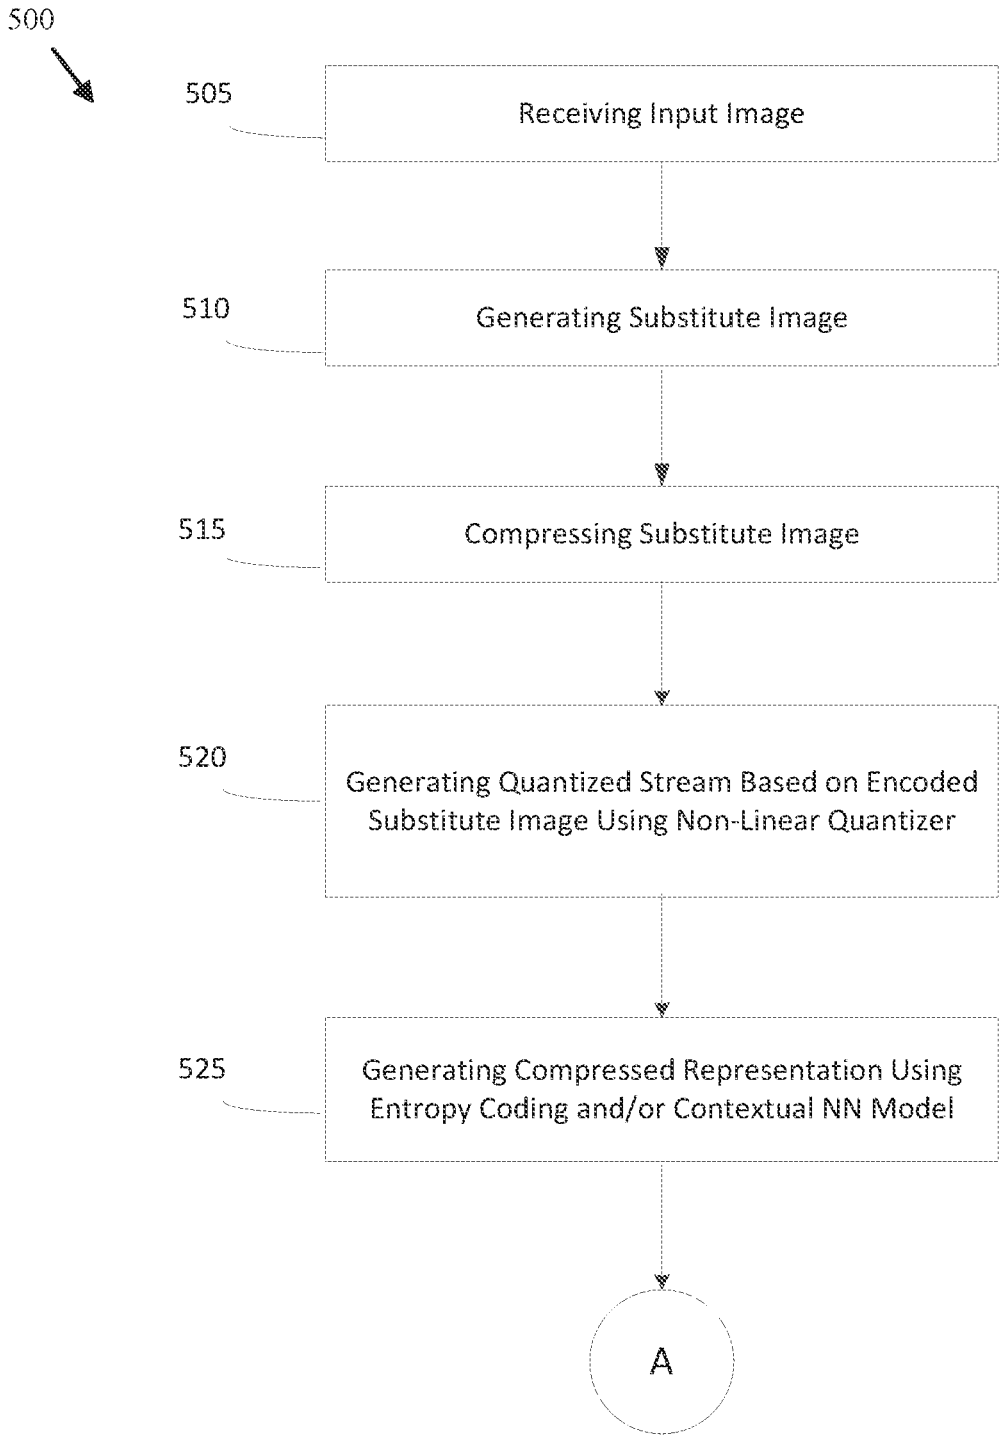 500
505
Receiving Input Image
510
Generating Substitute Image
515
Compressing Substitute Image
520
Generating Quantized Stream Based on Encoded
Substitute Image Using Non-Linear Quantizer
525
Generating Compressed Representation Using
Entropy Coding and/or Contextual NN Model
A